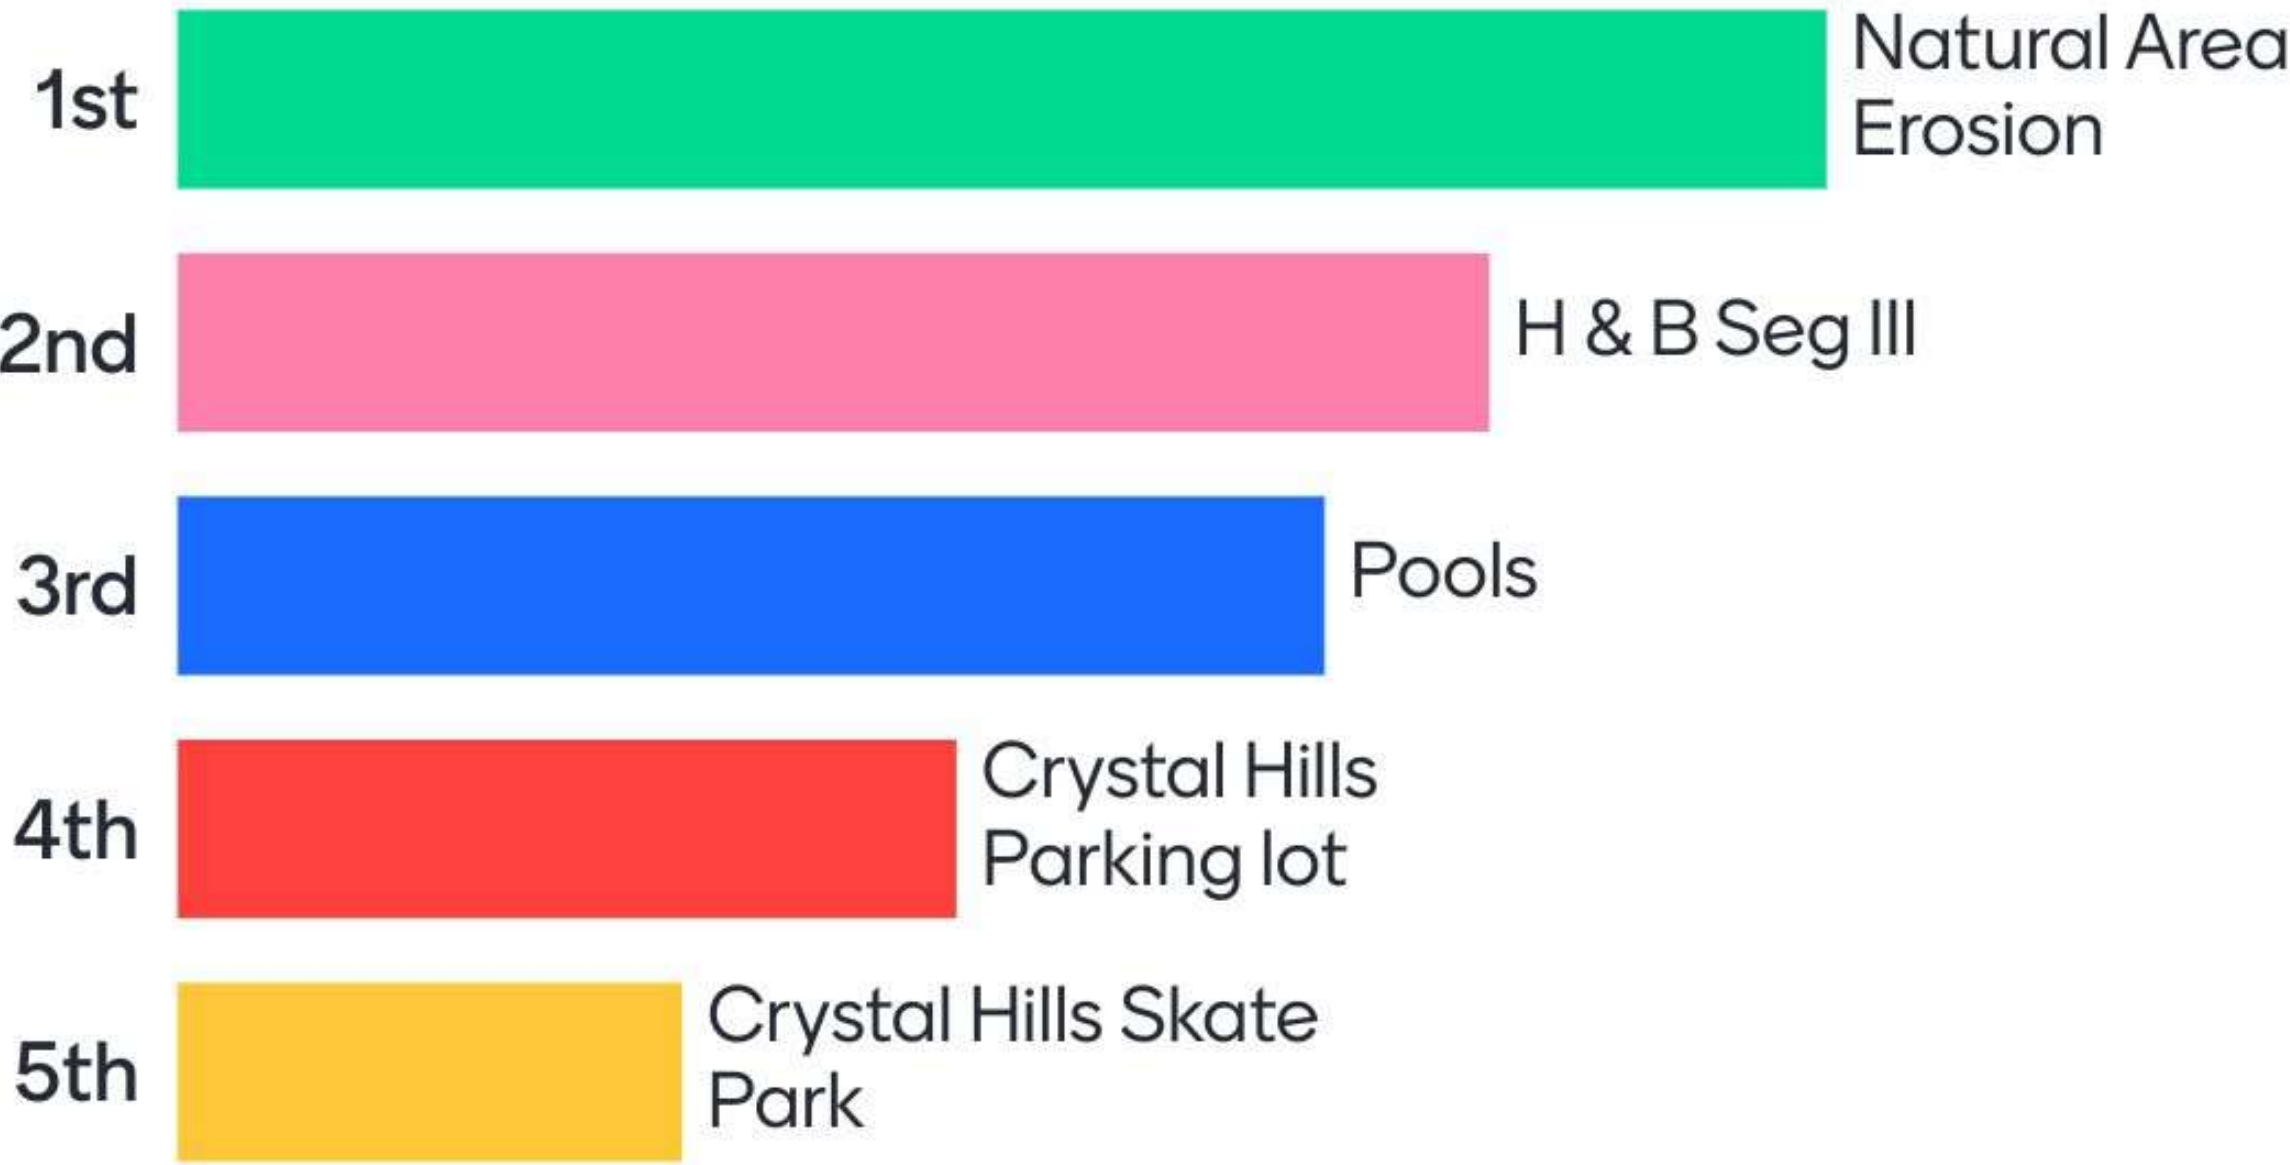 1st
Natural Area
Erosion
2nd
H & B Seg III
3rd
Pools
4th
Crystal Hills
Parking lot
5th
Crystal Hills Skate
Park